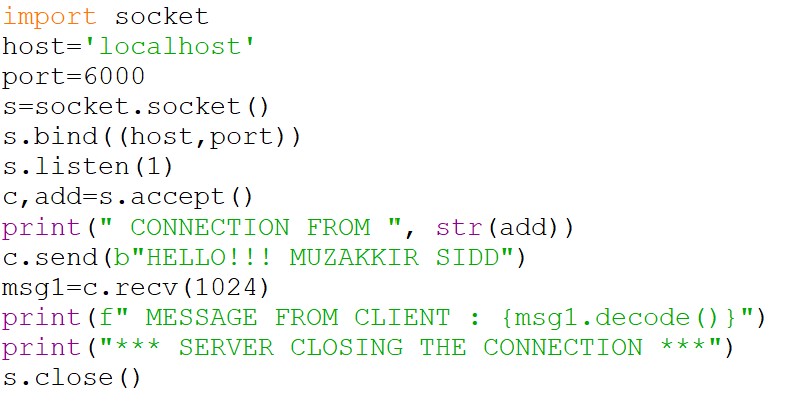 import socket
host='localhost'
port=6000
s=socket.socket()
s.bind((host,port))
s.listen(1)
c,add=s.accept()
print(" CONNECTION FROM ", str(add))
c.send(b"HELLO!!! MUZAKKIR SIDD")
msg1=c.recv(1024)
print(f" MESSAGE FROM CLIENT : {msg1.decode()}")
print("*** SERVER CLOSING THE CONNECTION ***")
s.close()